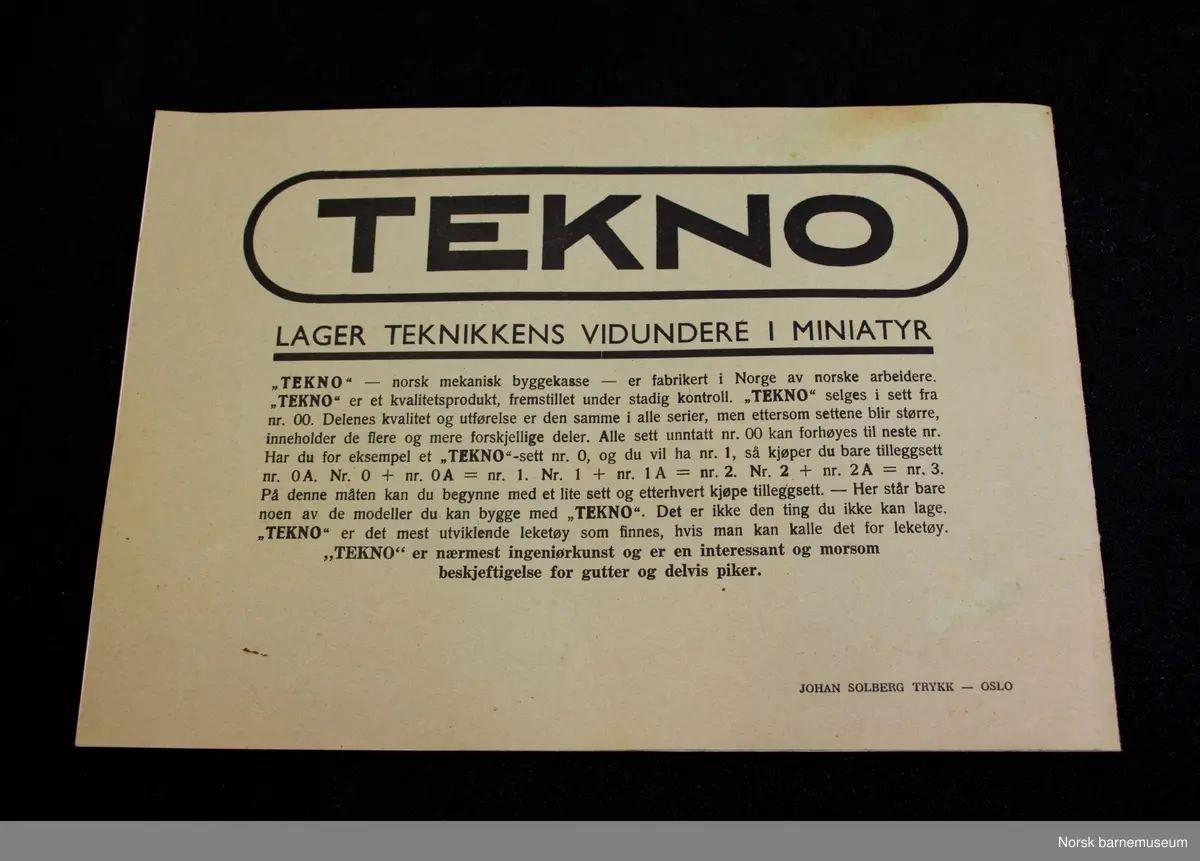 TEKNO
LAGER TEKNIKKENS VIDUNDERE I MINIATYR
„TEKNO“ — norsk mekanisk byggekasse — er fabrikert i Norge av norske arbeidere.
„TEKNO“ er et kvalitetsprodukt, fremstillet under stadig kontroll. „TEKNO“ selges i sett fra
nr. 00. Delenes kvalitet og utførelse er den samme i alle serier, men ettersom settene blir større,
inneholder de flere og mere forskjellige deler. Alle sett unntatt nr. 00 kan forhøyes til neste nr.
Har du for eksempel et „TEKNO“-sett nr. 0, og du vil ha nr. 1, så kjøper du bare tilleggsett
nr. 0A. Nr. 0 + nr. 0A = nr. 1. Nr. 1 + nr. 1A = nr. 2. Nr. 2 + nr. 2A = nr. 3.
På denne måten kan du begynne med et lite sett og etterhvert kjøpe tilleggsett. — Her står bare
noen av de modeller du kan bygge med „TEKNO“. Det er ikke den ting du ikke kan lage.
„TEKNO“ er det mest utviklende leketøy som finnes, hvis man kan kalle det for leketøy.
„TEKNO“ er nærmest ingeniørkunst og er en interessant og morsom
beskjeftigelse for gutter og delvis piker.
JOHAN SOLBERG TRYKK — OSLO
Norsk barnemuseum